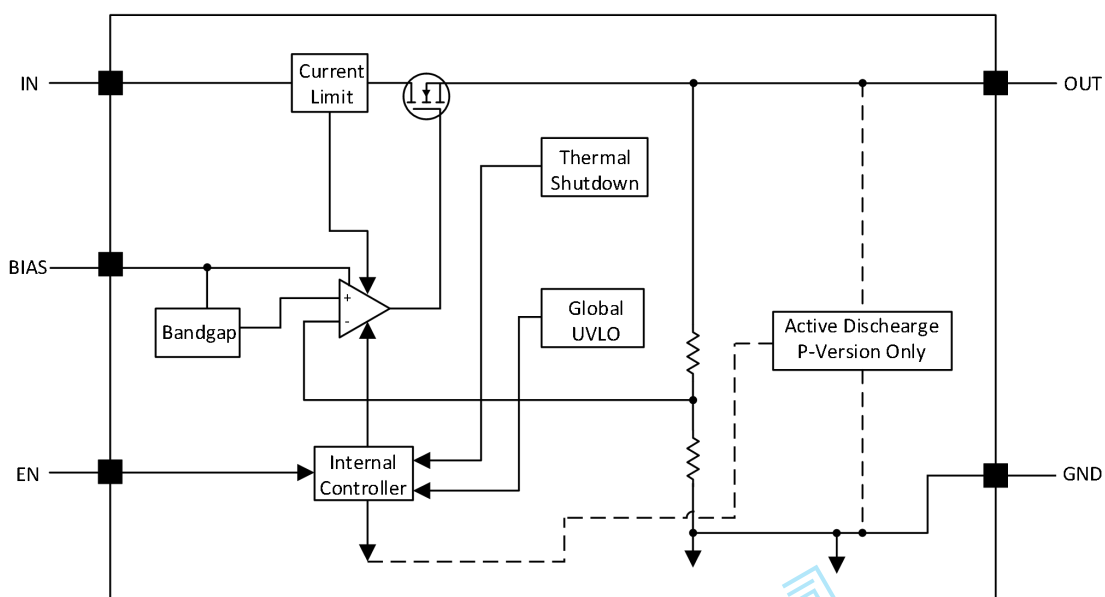 IN
Current
Limit
OUT
Thermal
Shutdown
BIAS
+
-
Bandgap
Global
UVLO
Active Dischearge
P-Version Only
EN
Internal
Controller
GND